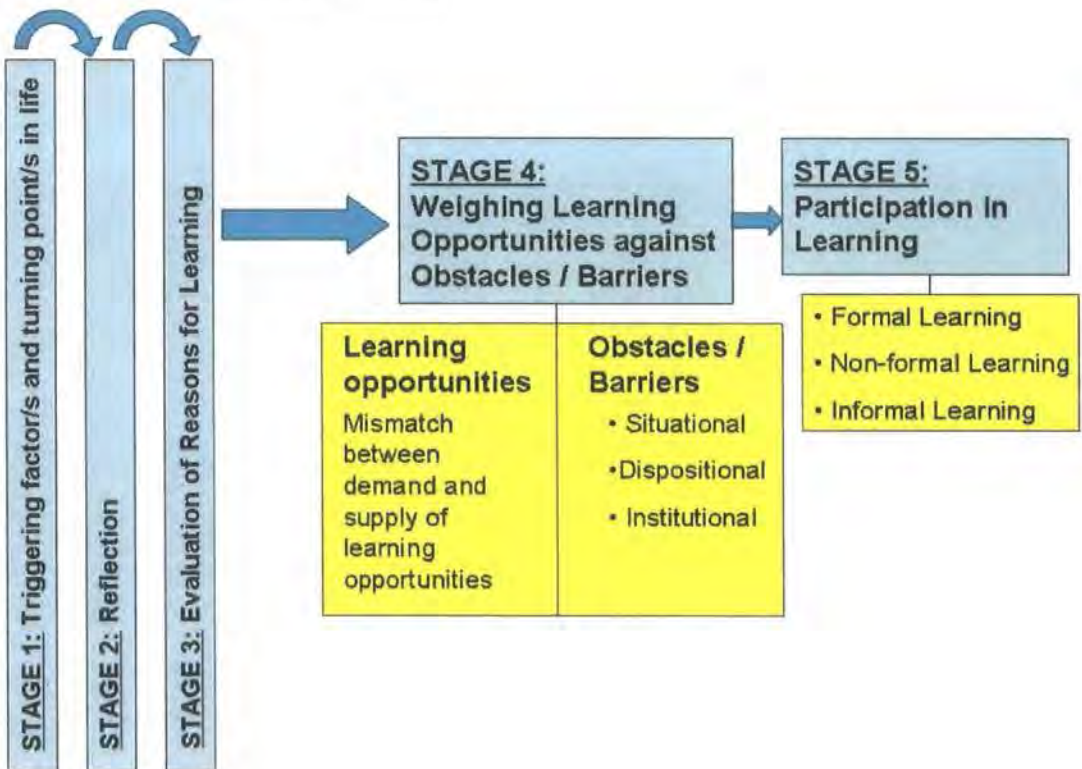 STAGE 1: Triggering factor/s and turning point/s in life
STAGE 2: Reflection
STAGE 3: Evaluation of Reasons for Learning
STAGE 4:
Weighing Learning
Opportunities against
Obstacles / Barriers
Learning
opportunities
Mismatch
between
demand and
supply of
learning
opportunities
Obstacles /
Barriers
• Situational
•Dispositional
• Institutional
STAGE 5:
Participation in
Learning
• Formal Learning
• Non-formal Learning
• Informal Learning